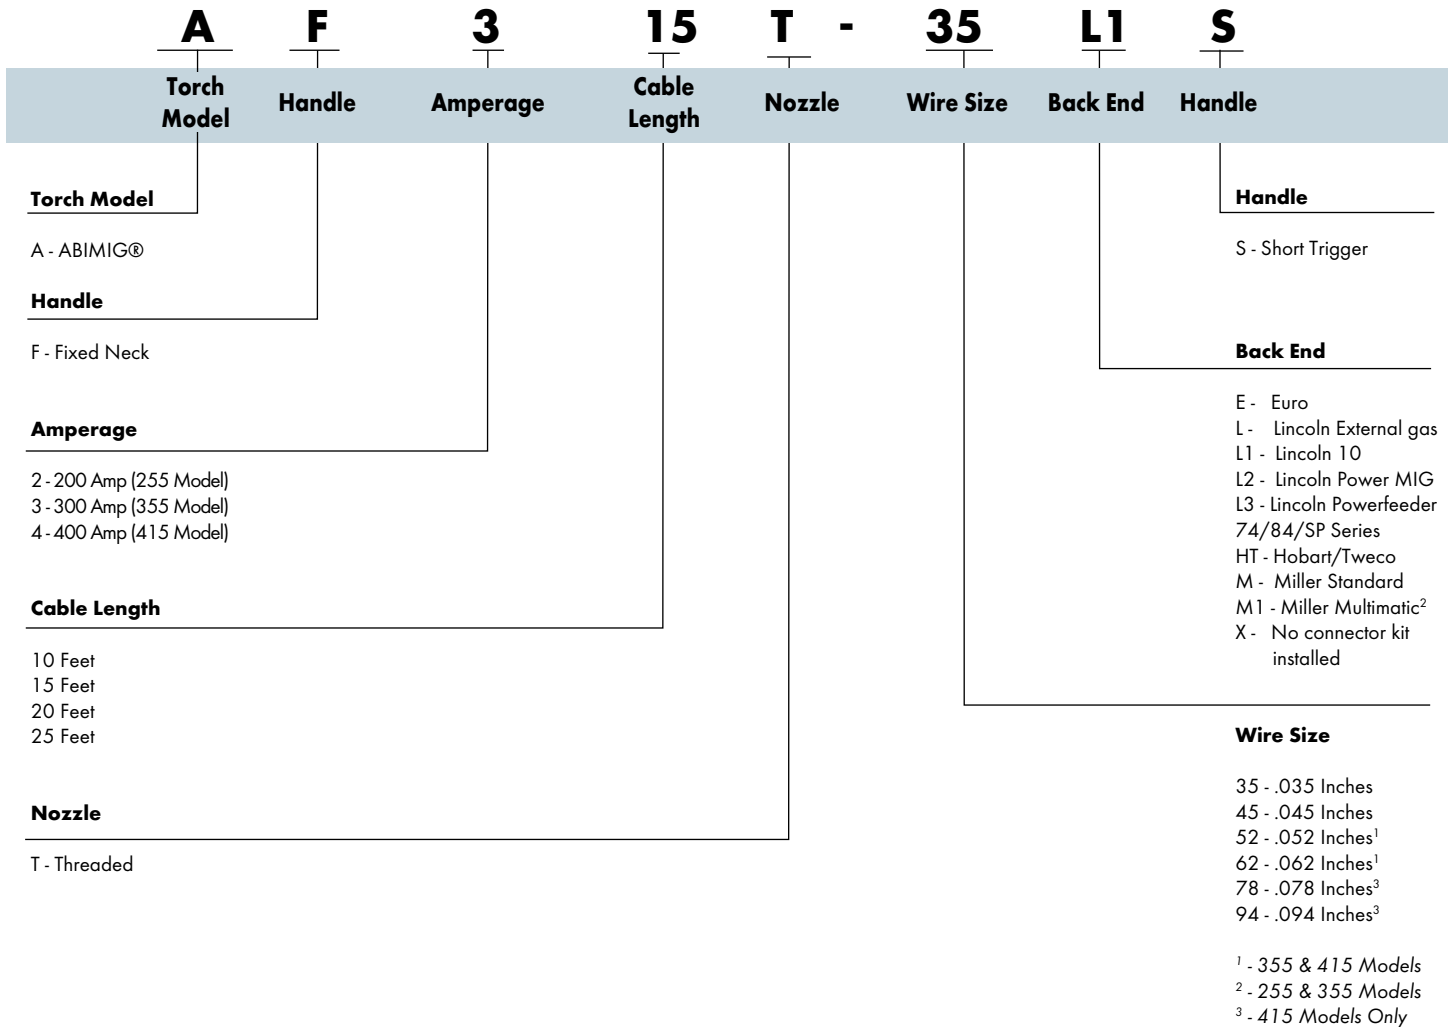 A F 3 15 T - 35 L1 S
Torch Model
Handle
Amperage
Cable Length
Nozzle
Wire Size
Back End
Handle
Torch Model
A - ABIMIG®
Handle
F - Fixed Neck
Amperage
2 - 200 Amp (255 Model)
3 - 300 Amp (355 Model)
4 - 400 Amp (415 Model)
Cable Length
10 Feet
15 Feet
20 Feet
25 Feet
Nozzle
T - Threaded
Handle
S - Short Trigger
Back End
E - Euro
L - Lincoln External gas
L1 - Lincoln 10
L2 - Lincoln Power MIG
L3 - Lincoln Powerfeeder
74/84/SP Series
HT - Hobart/Tweco
M - Miller Standard
M1 - Miller Multimatic²
X - No connector kit
installed
Wire Size
35 - .035 Inches
45 - .045 Inches
52 - .052 Inches¹
62 - .062 Inches¹
78 - .078 Inches³
94 - .094 Inches³
¹ - 355 & 415 Models
² - 255 & 355 Models
³ - 415 Models Only